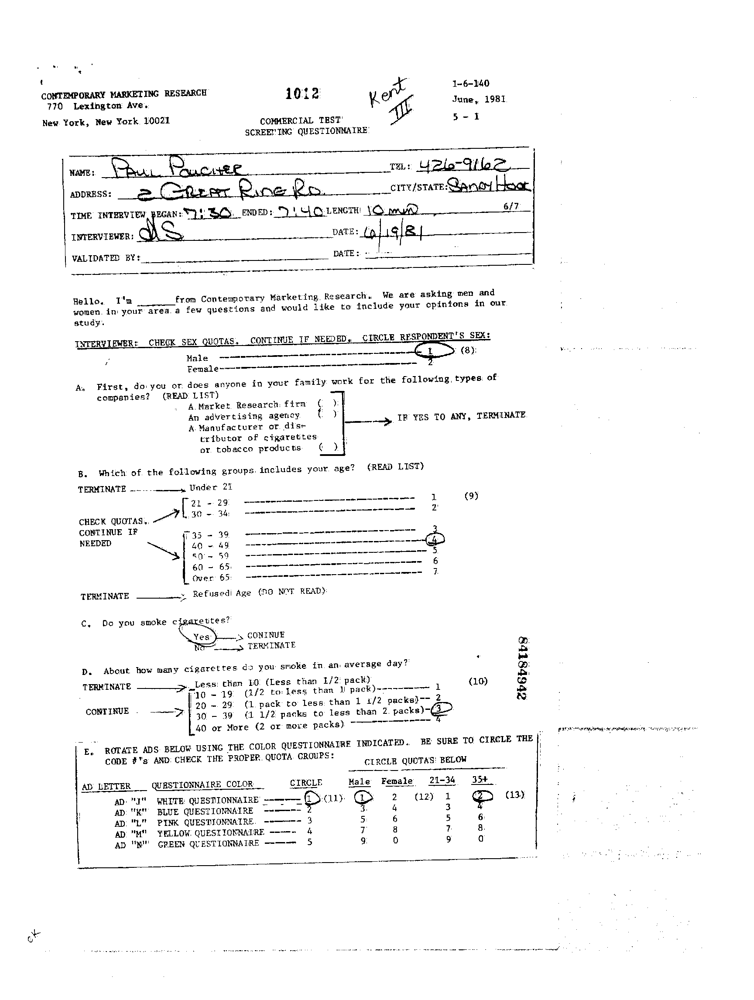 CONTEMPORARY MARKETING RESEARCH
770 Lexington Ave.
New York, New York 10021
1012
Kent III
1-6-140
June, 1981
5 - 1
COMMERCIAL TEST
SCREENING QUESTIONNAIRE
NAME: Paul TEL: 426-9162
ADDRESS: 2 Great Ring Rd. CITY/STATE: Sandy Hook
TIME INTERVIEW BEGAN: 7:30 ENDED: 7:40 LENGTH: 10 min 6/7
INTERVIEWER: DATE: 6/19/81
VALIDATED BY: DATE:
Hello. I'm ______ from Contemporary Marketing Research. We are asking men and
women in your area a few questions and would like to include your opinions in our
study.
INTERVIEWER: CHECK SEX QUOTAS. CONTINUE IF NEEDED. CIRCLE RESPONDENT'S SEX:
Male 1 (8)
Female 2
A. First, do you or does anyone in your family work for the following types of
companies? (READ LIST)
A Market Research firm ( )
An advertising agency ( ) IF YES TO ANY, TERMINATE
A Manufacturer or dis-
tributor of cigarettes
or tobacco products ( )
B. Which of the following groups includes your age? (READ LIST)
TERMINATE Under 21
21 - 29 1 (9)
30 - 34 2
CHECK QUOTAS.
CONTINUE IF
NEEDED
35 - 39 3
40 - 49 4
50 - 59 5
60 - 65 6
Over 65 7
TERMINATE Refused Age (DO NOT READ)
C. Do you smoke cigarettes?
Yes CONINUE
No TERMINATE
D. About how many cigarettes do you smoke in an average day?
TERMINATE Less than 10 (Less than 1/2 pack)
10 - 19 (1/2 to less than 1 pack) 1 (10)
20 - 29 (1 pack to less than 1 1/2 packs) 2
CONTINUE 30 - 39 (1 1/2 packs to less than 2 packs) 3
40 or More (2 or more packs) 4
84184942
E. ROTATE ADS BELOW USING THE COLOR QUESTIONNAIRE INDICATED. BE SURE TO CIRCLE THE
CODE #'s AND CHECK THE PROPER QUOTA GROUPS:
CIRCLE QUOTAS BELOW
AD LETTER QUESTIONNAIRE COLOR CIRCLE Male Female 21-34 35+
AD "J" WHITE QUESTIONNAIRE 1 (11) 1 2 (12) 1 2 (13)
AD "K" BLUE QUESTIONNAIRE 2 3 4 3 4
AD "L" PINK QUESTIONNAIRE 3 5 6 5 6
AD "M" YELLOW QUESTIONNAIRE 4 7 8 7 8
AD "N" GREEN QUESTIONNAIRE 5 9 0 9 0
ok